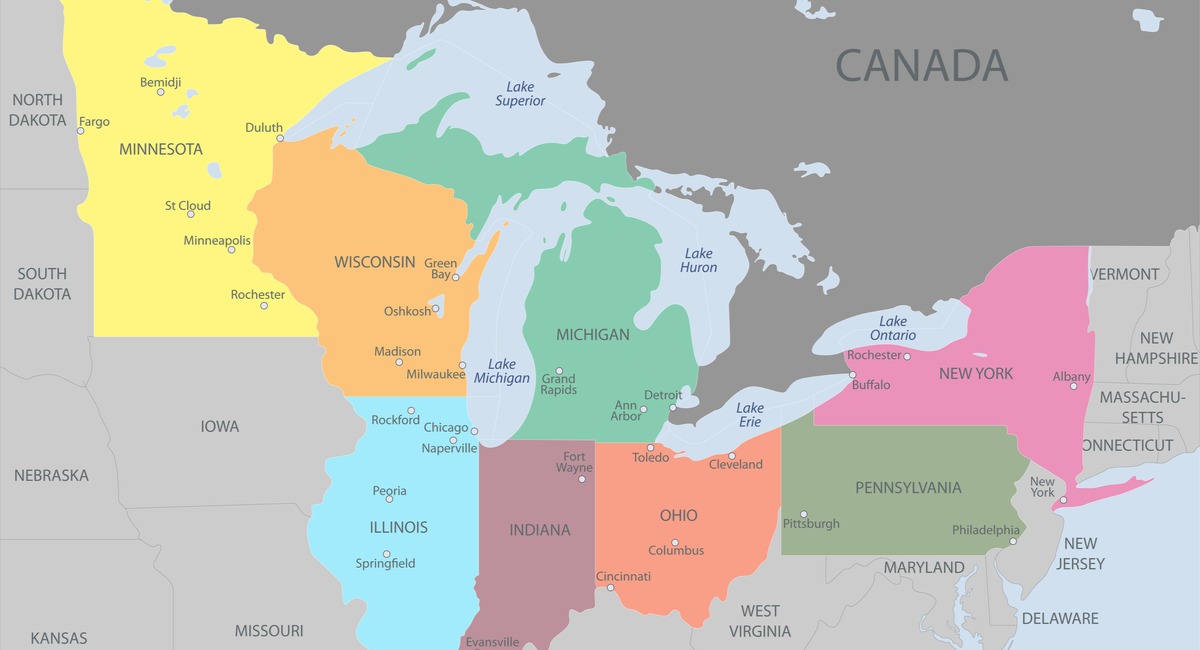 CANADA
Lake
Superior
NORTH
DAKOTA
Bemidji
Fargo
Duluth
MINNESOTA
St Cloud
Minneapolis
Rochester
SOUTH
DAKOTA
WISCONSIN
Green
Bay
Oshkosh
Madison
Milwaukee
Lake
Huron
MICHIGAN
Lake
Michigan
Grand
Rapids
Ann
Arbor
Detroit
Lake
Ontario
Rochester
Buffalo
NEW YORK
Albany
VERMONT
NEW
HAMPSHIRE
MASSACHU-
SETTS
ONNECTICUT
Lake
Erie
IOWA
NEBRASKA
Rockford
Chicago
Naperville
Peoria
ILLINOIS
Springfield
Fort
Wayne
INDIANA
Toledo
Cleveland
OHIO
Columbus
Cincinnati
PENNSYLVANIA
Pittsburgh
Philadelphia
New
York
NEW
JERSEY
MARYLAND
DELAWARE
WEST
VIRGINIA
KANSAS
MISSOURI
Evansville